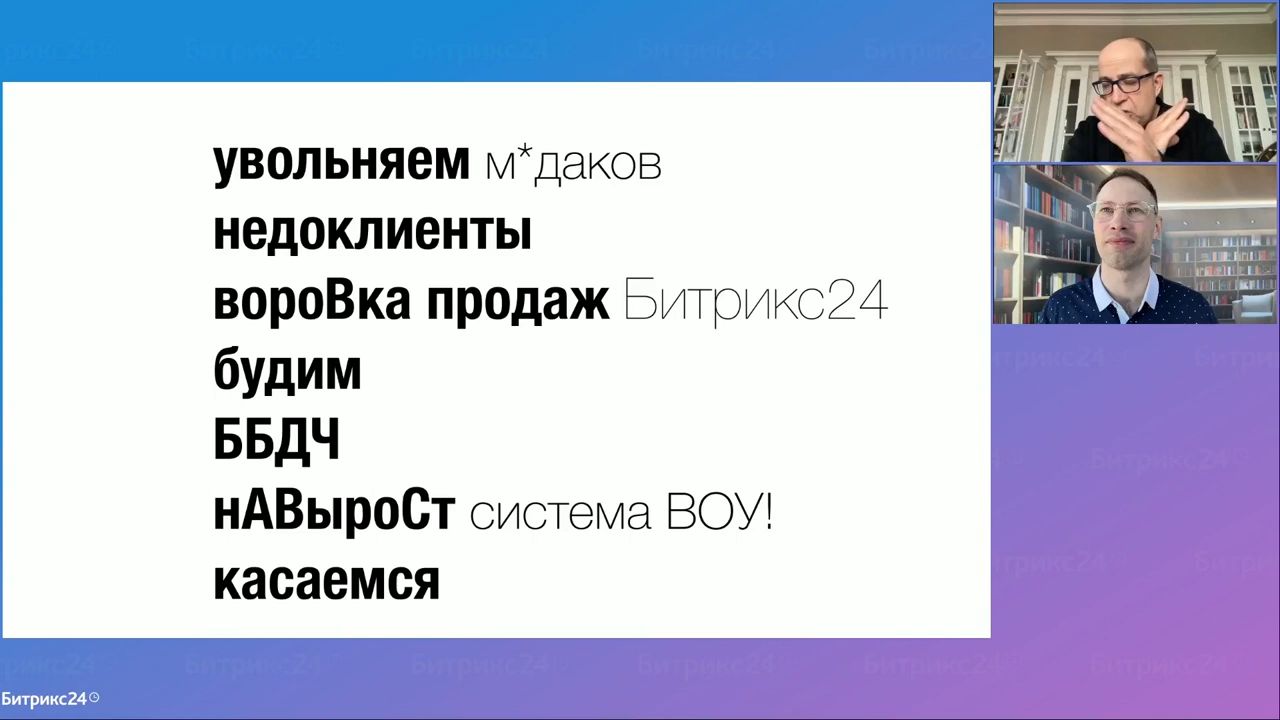 увольняем м*даков
недоклиенты
вороВка продаж Битрикс24
будим
ББДЧ
нАВыроСт система ВОУ!
касаемся
Битрикс24